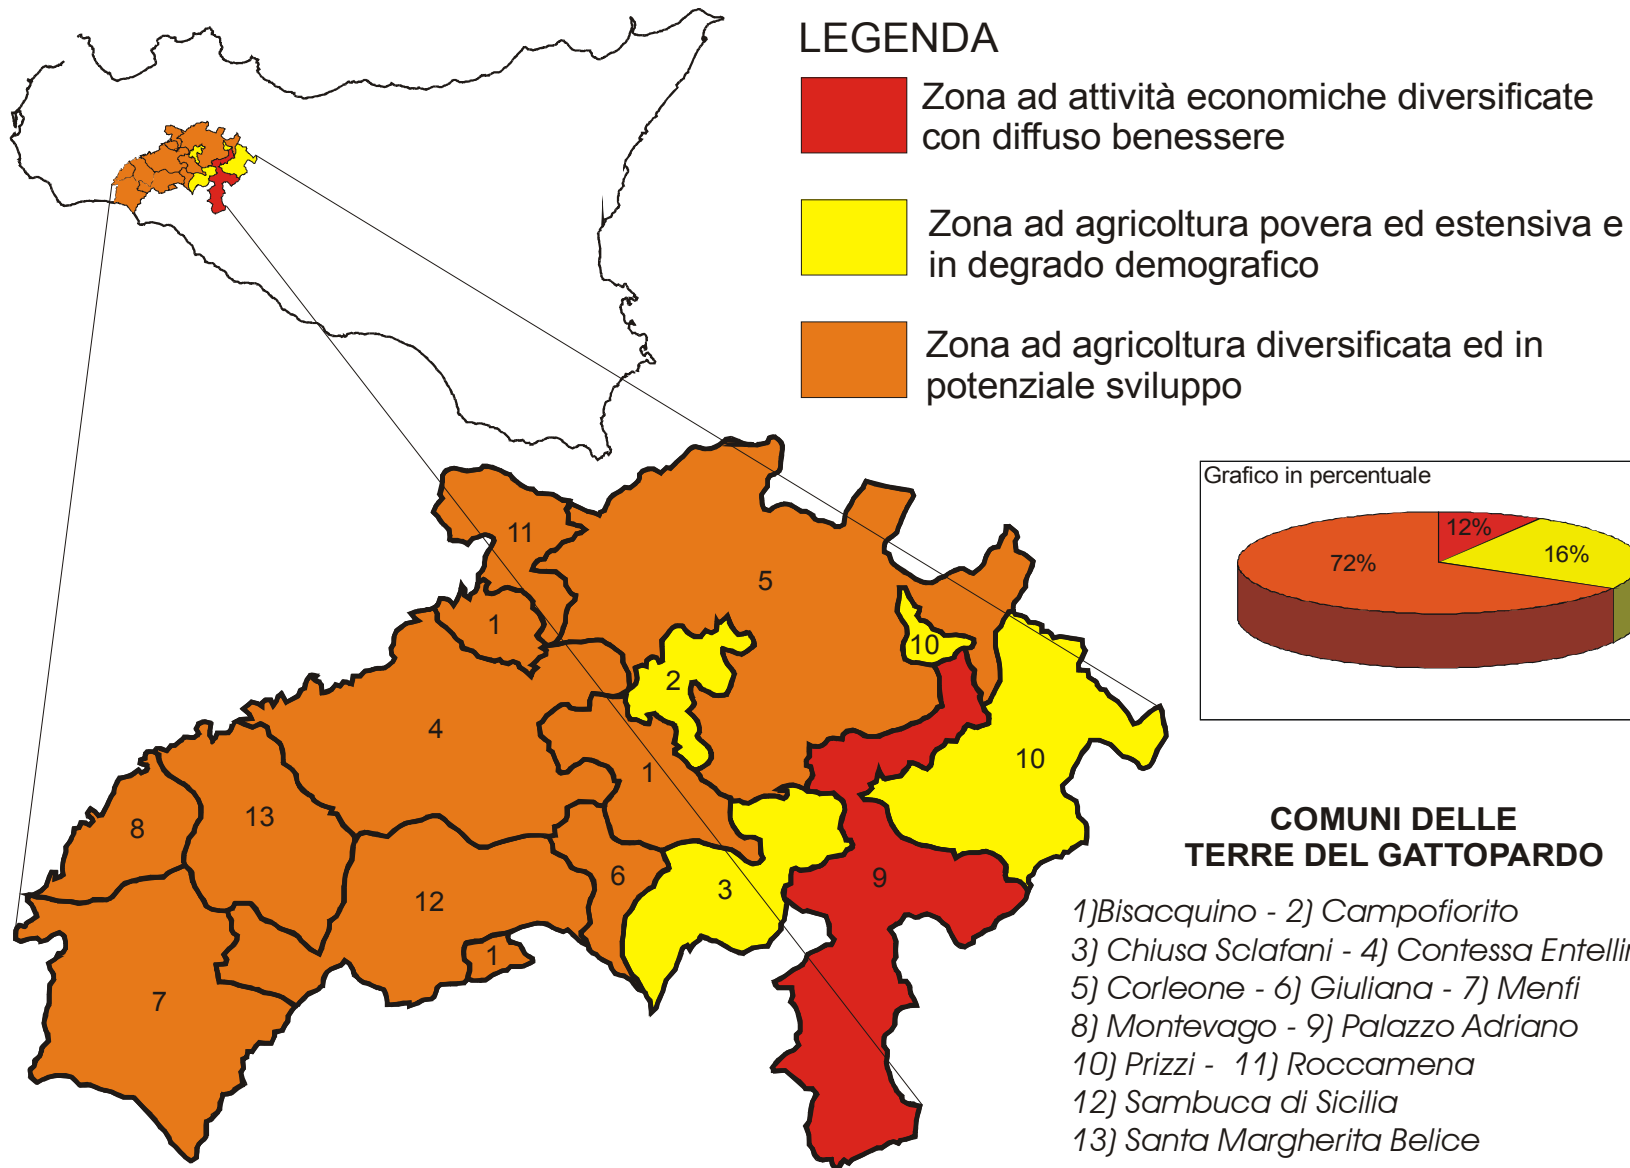 LEGENDA
Zona ad attività economiche diversificate
con diffuso benessere
Zona ad agricoltura povera ed estensiva e
in degrado demografico
Zona ad agricoltura diversificata ed in
potenziale sviluppo
Grafico in percentuale
12%
72%
16%
11
5
1
10
2
4
1
10
13
8
6
3
9
12
1
7
COMUNI DELLE
TERRE DEL GATTOPARDO
1)Bisacquino - 2) Campofiorito
3) Chiusa Sclafani - 4) Contessa Entellin
5) Corleone - 6) Giuliana - 7) Menfi
8) Montevago - 9) Palazzo Adriano
10) Prizzi - 11) Roccamena
12) Sambuca di Sicilia
13) Santa Margherita Belice